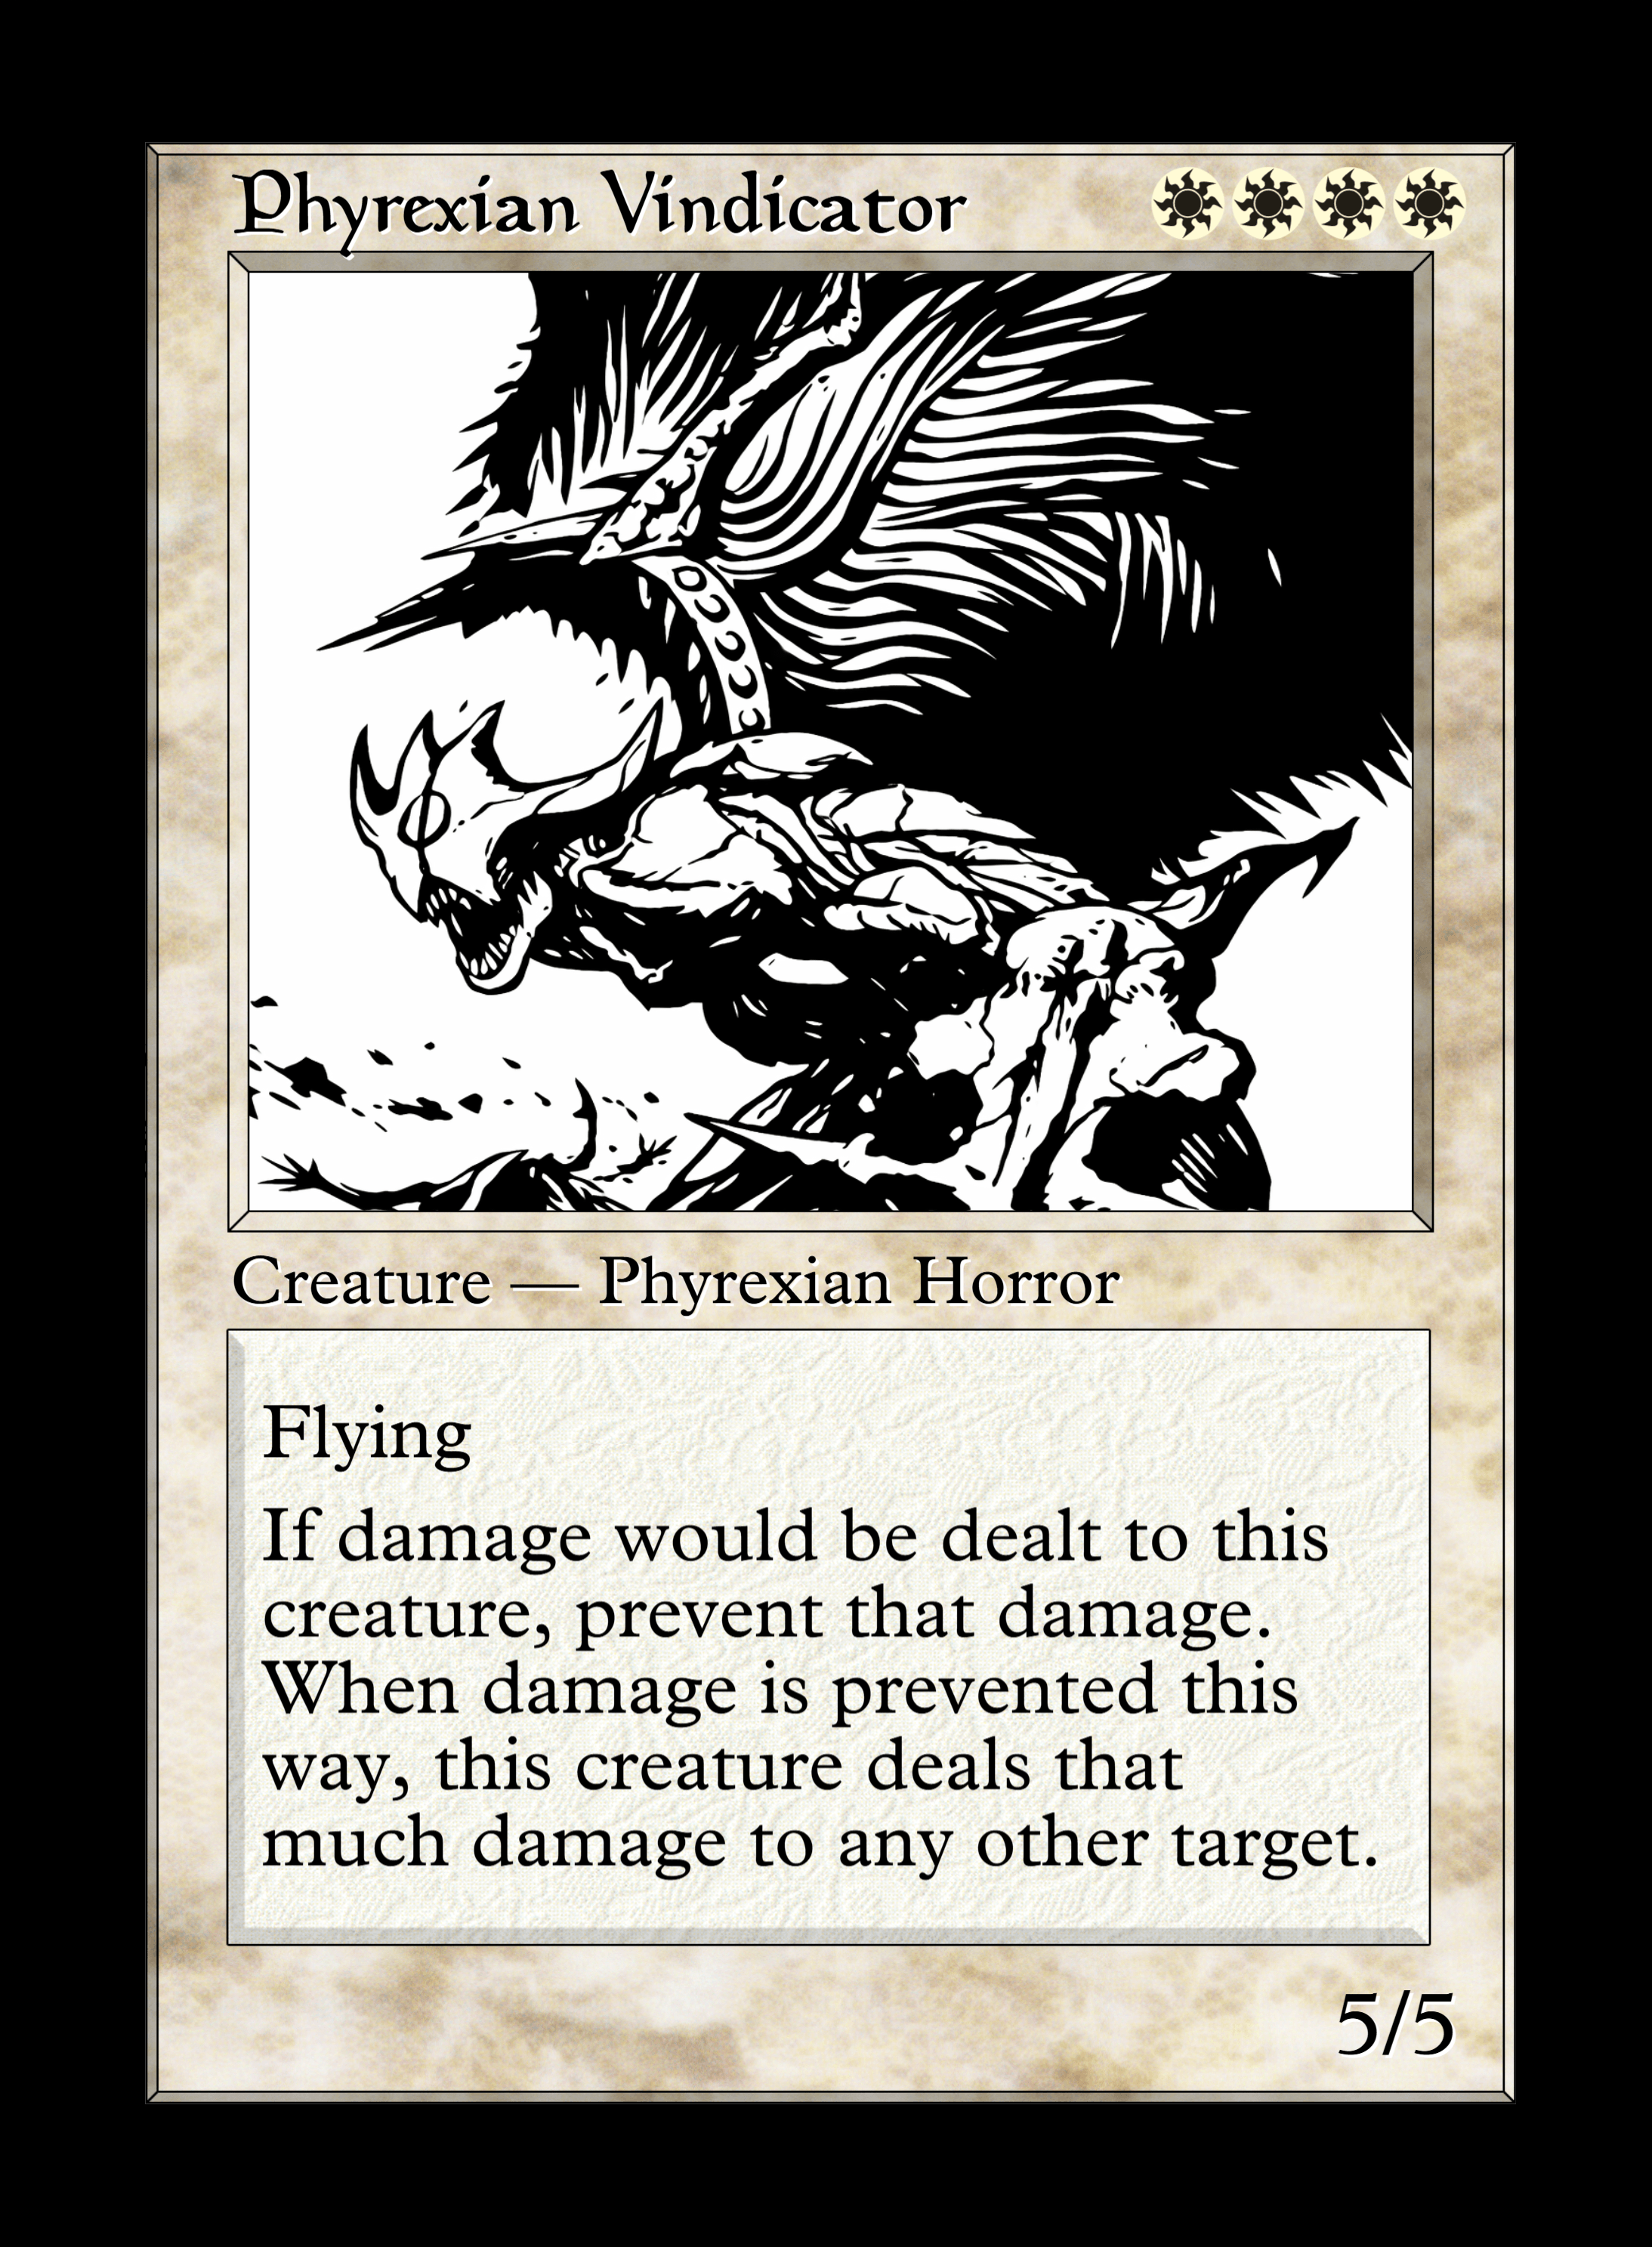 Phyrexian Vindicator
Creature — Phyrexian Horror
Flying
If damage would be dealt to this
creature, prevent that damage.
When damage is prevented this
way, this creature deals that
much damage to any other target.
5/5